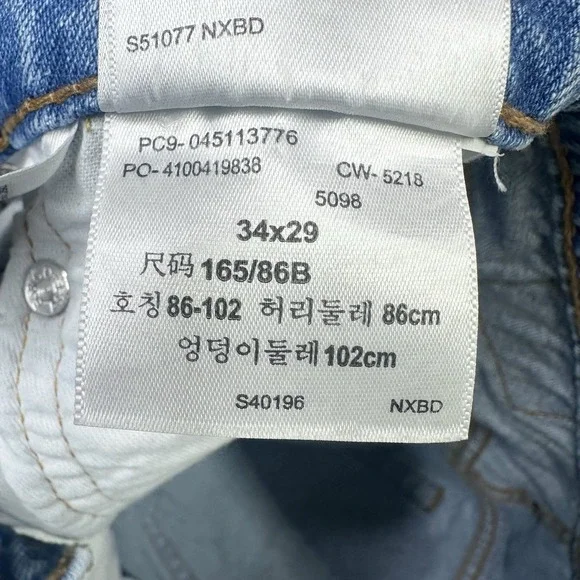 S51077 NXBD
PC9- 045113776
PO- 4100419838 CW- 5218
5098
34x29
尺码 165/86B
호칭 86-102 허리둘레 86cm
엉덩이둘레 102cm
S40196 NXBD